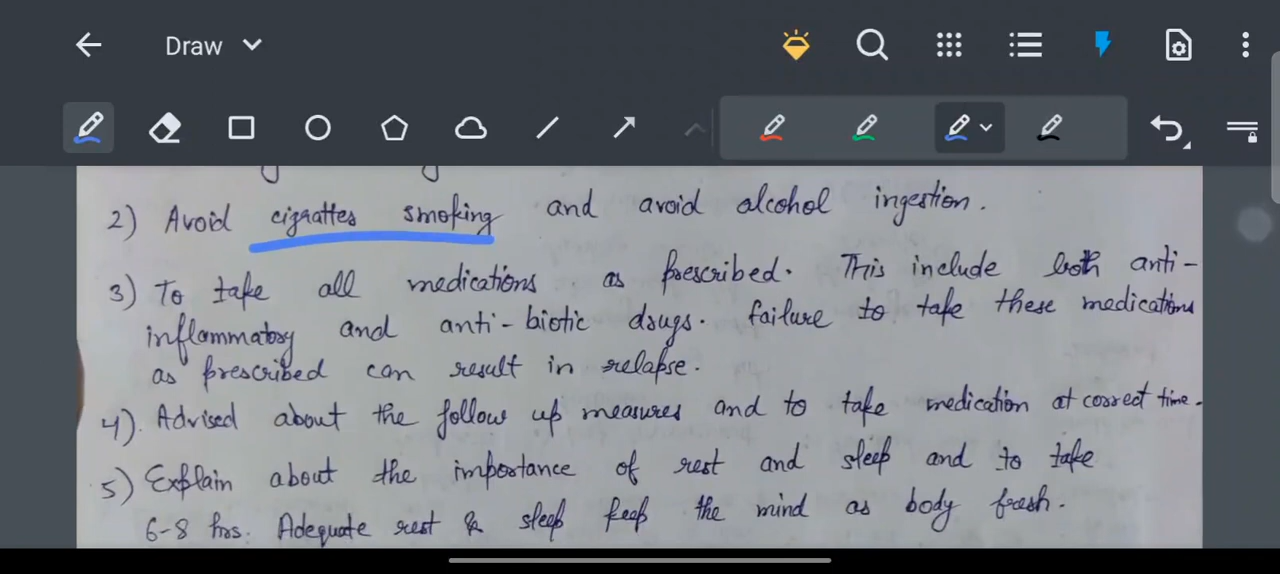 Draw
2) Avoid cigrattes smoking and avoid alcohol ingestion.
3) To take all medications as prescribed. This include both anti-
inflammatory and anti-biotic drugs. failure to take these medications
as prescribed can result in relapse.
4). Advised about the follow up measures and to take medication at correct time.
5) Explain about the importance of rest and sleep and to take
6-8 hrs. Adequate rest & sleep keep the mind as body fresh.